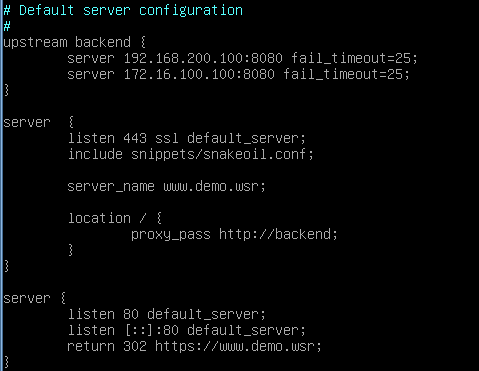 # Default server configuration
#
upstream backend {
        server 192.168.200.100:8080 fail_timeout=25;
        server 172.16.100.100:8080 fail_timeout=25;
}

server  {
        listen 443 ssl default_server;
        include snippets/snakeoil.conf;

        server_name www.demo.wsr;

        location / {
                proxy_pass http://backend;
        }
}

server {
        listen 80 default_server;
        listen [::]:80 default_server;
        return 302 https://www.demo.wsr;
}